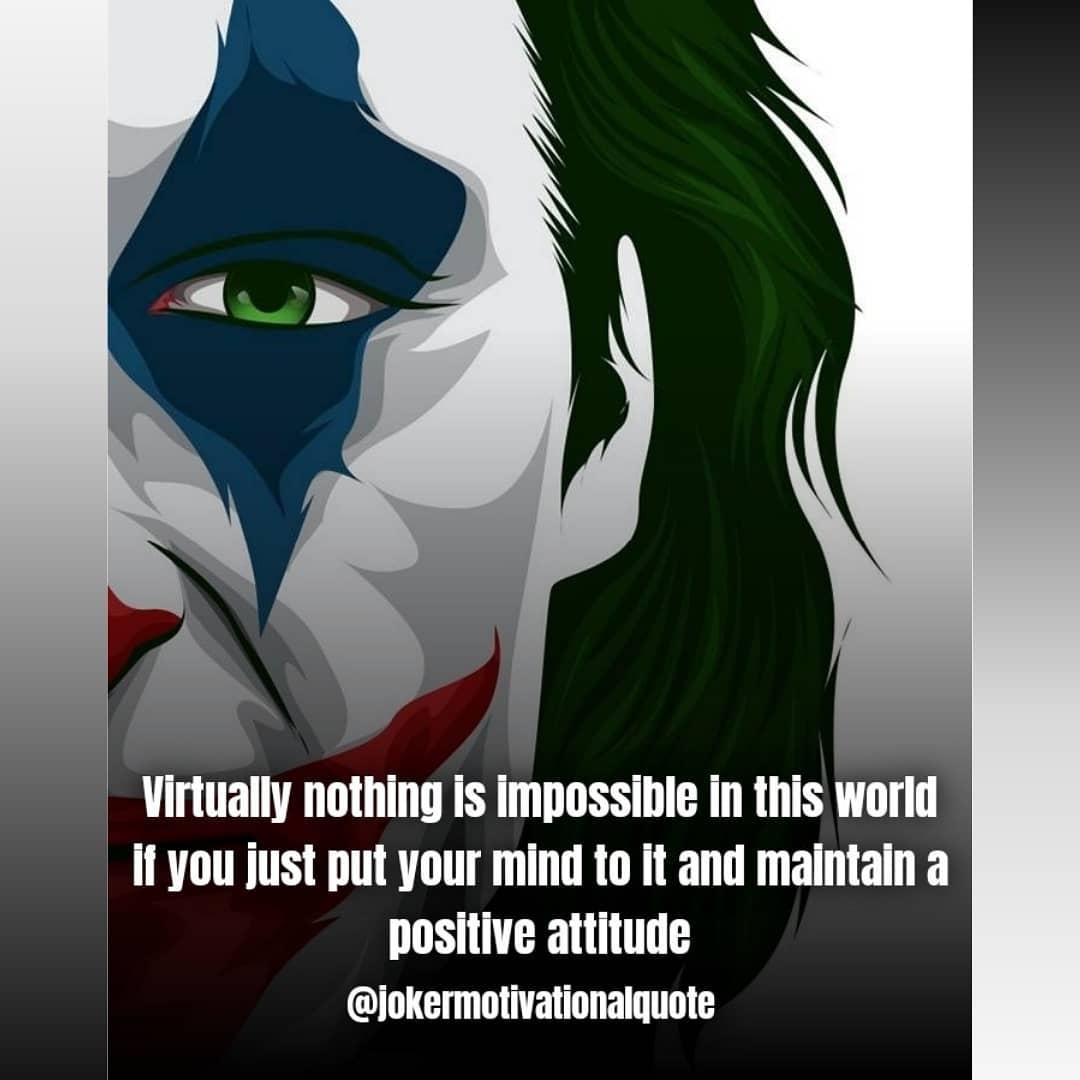 Virtually nothing is impossible in this world
if you just put your mind to it and maintain a
positive attitude
@jokermotivationalquote